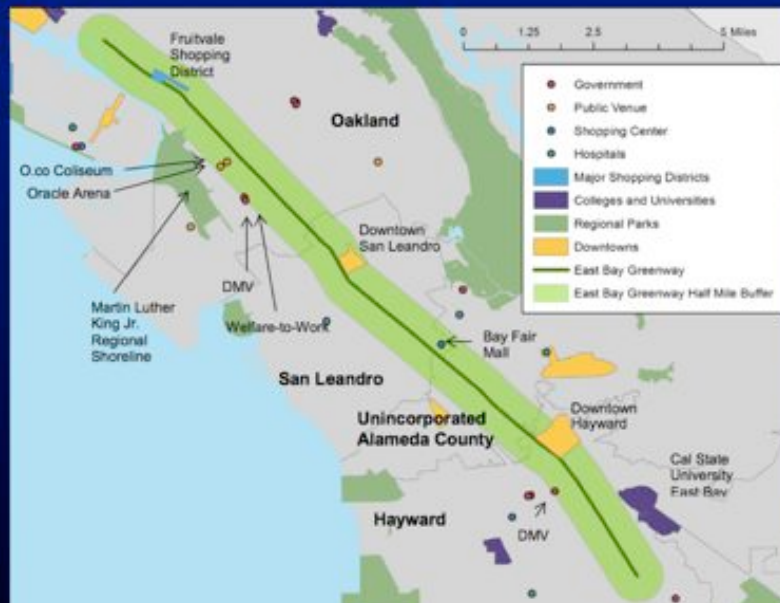 Fruitvale
Shopping
District
0 1.25 2.5 5 Miles
Government
Public Venue
Shopping Center
Hospitals
Major Shopping Districts
Colleges and Universities
Regional Parks
Downtowns
East Bay Greenway
East Bay Greenway Half Mile Buffer
Oakland
O.co Coliseum
Oracle Arena
Downtown
San Leandro
DMV
Welfare-to-Work
Martin Luther
King Jr.
Regional
Shoreline
Bay Fair
Mall
San Leandro
Unincorporated
Alameda County
Downtown
Hayward
Cal State
University
East Bay
Hayward
DMV